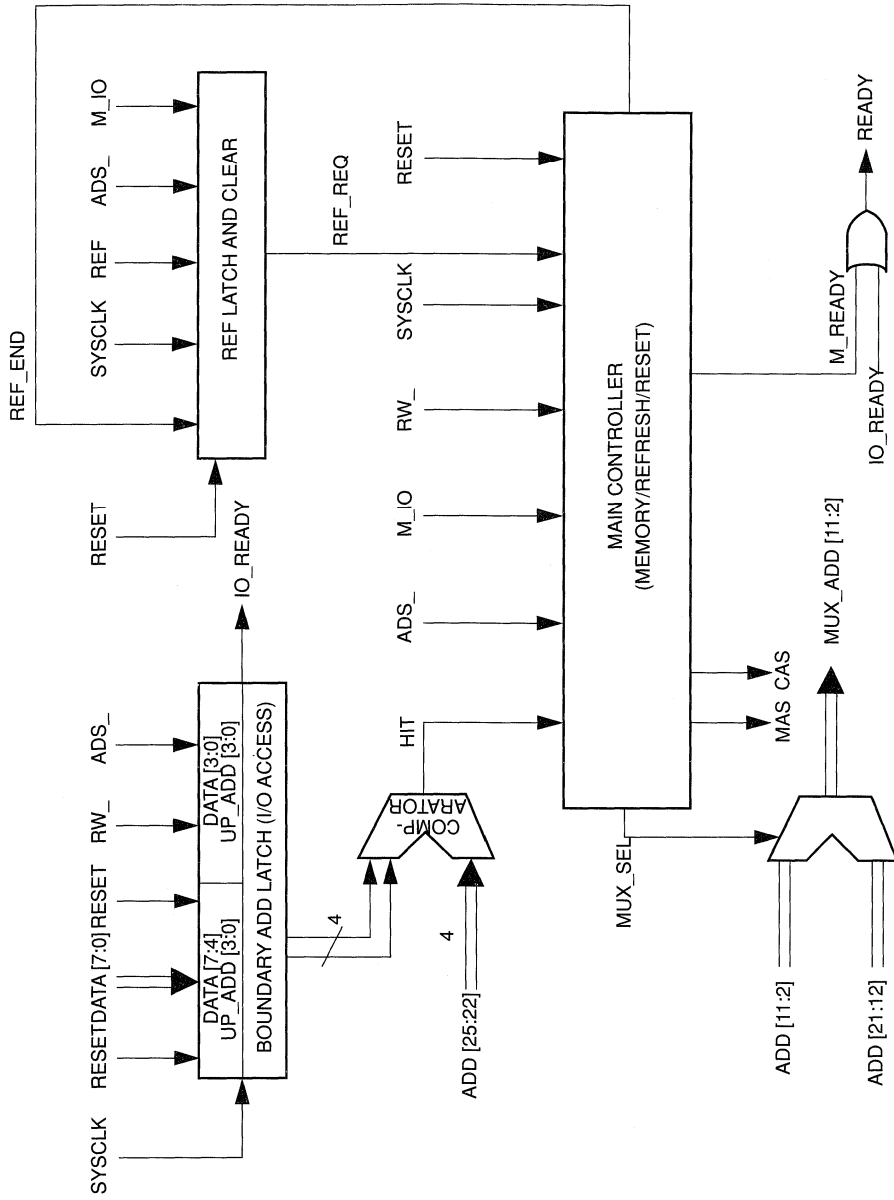 REF_END
SYSCLK
REF
ADS_
M_IO
RESET
REF LATCH AND CLEAR
REF_REQ
SYSCLK
RESET
DATA [7:0]
RESET
RW_
ADS_
DATA [7:4]
UP_ADD [3:0]
DATA [3:0]
UP_ADD [3:0]
BOUNDARY ADD LATCH (I/O ACCESS)
IO_READY
4
4
ADD [25:22]
COMP-
ARATOR
HIT
ADS_
M_IO
RW_
SYSCLK
RESET
MAIN CONTROLLER
(MEMORY/REFRESH/RESET)
MUX_SEL
MAS
CAS
M_READY
IO_READY
READY
ADD [11:2]
ADD [21:12]
MUX_ADD [11:2]